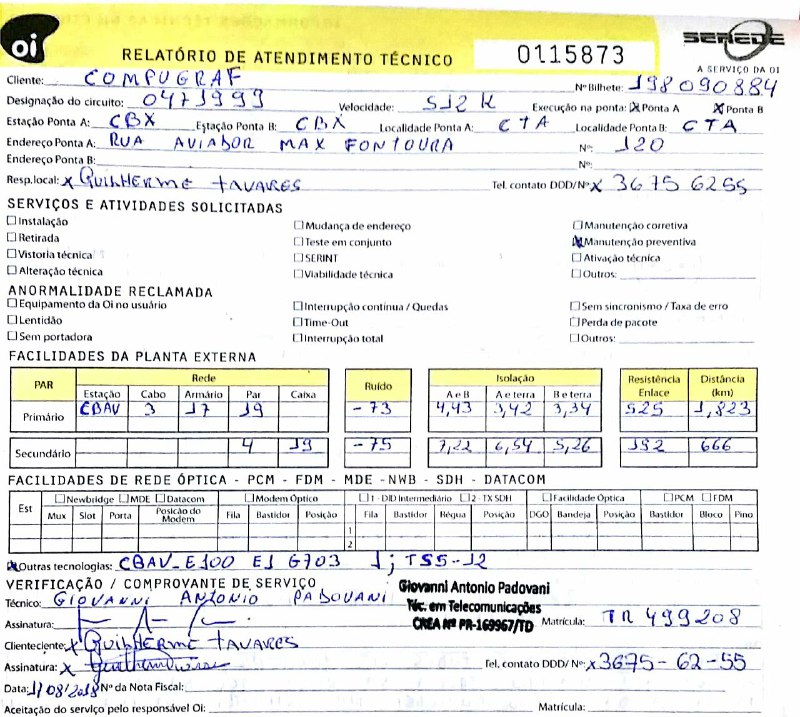 oi RELATÓRIO DE ATENDIMENTO TÉCNICO 0115873 SEREDE
A SERVIÇO DA OI
Cliente: COMPUGRAF Nº Bilhete: 198090884
Designação do circuito: 0471999 Velocidade: 512K Execução na ponta: X Ponta A X Ponta B
Estação Ponta A: CBX Estação Ponta B: CBX Localidade Ponta A: CTA Localidade Ponta B: CTA
Endereço Ponta A: RUA AVIADOR MAX FONTOURA Nº: 120
Endereço Ponta B: Nº:
Resp.local: x GUILHERME TAVARES Tel. contato DDD/Nº x 3675 6255
SERVIÇOS E ATIVIDADES SOLICITADAS
☐ Instalação ☐ Mudança de endereço ☐ Manutenção corretiva
☐ Retirada ☐ Teste em conjunto ☒ Manutenção preventiva
☐ Vistoria técnica ☐ SERINT ☐ Ativação técnica
☐ Alteração técnica ☐ Viabilidade técnica ☐ Outros:
ANORMALIDADE RECLAMADA
☐ Equipamento da Oi no usuário ☐ Interrupção contínua / Quedas ☐ Sem sincronismo / Taxa de erro
☐ Lentidão ☐ Time-Out ☐ Perda de pacote
☐ Sem portadora ☐ Interrupção total ☐ Outros:
FACILIDADES DA PLANTA EXTERNA
PAR Rede Ruído Isolação Resistência Enlace Distância (km)
Estação Cabo Armário Par Caixa A e B A e terra B e terra
Primário CBAV 3 17 19 -73 4,43 3,42 3,34 525 1,823
Secundário 4 19 -75 7,22 6,54 5,26 192 666
FACILIDADES DE REDE ÓPTICA - PCM - FDM - MDE - NWB - SDH - DATACOM
Est ☐ Newbridge ☐ MDE ☐ Datacom ☐ Modem Óptico ☐ 1 - DID Intermediário ☐ 2 - TX SDH ☐ Facilidade Óptica ☐ PCM ☐ FDM
Mux Slot Porta Posição do Modem Fila Bastidor Posição Fila Bastidor Régua Posição DGO Bandeja Posição Bastidor Bloco Pino
1
2
☒ Outras tecnologias: CBAV_E100 E1 G703 1; TS5-12
VERIFICAÇÃO / COMPROVANTE DE SERVIÇO
Técnico: GIOVANNI ANTONIO PADOVANI
Giovanni Antonio Padovani
Téc. em Telecomunicações
CREA Nº PR-169967/TD
Assinatura: Matrícula: TR 499208
Clienteciente: x GUILHERME TAVARES
Assinatura: x Tel. contato DDD/ Nº: x 3675-62-55
Data: 1/08/2018 Nº da Nota Fiscal:
Aceitação do serviço pelo responsável Oi: Matrícula: